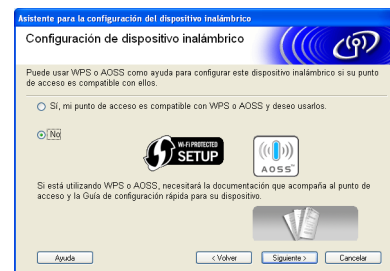 Asistente para la configuración del dispositivo inalámbrico
Configuración de dispositivo inalámbrico
Puede usar WPS o AOSS como ayuda para configurar este dispositivo inalámbrico si su punto
de acceso es compatible con ellos.
Sí, mi punto de acceso es compatible con WPS o AOSS y deseo usarlos.
No
Wi-Fi PROTECTED
SETUP
AOSS™
Si está utilizando WPS o AOSS, necesitará la documentación que acompaña al punto de
acceso y la Guía de configuración rápida para su dispositivo.
Ayuda
< Volver
Siguiente >
Cancelar